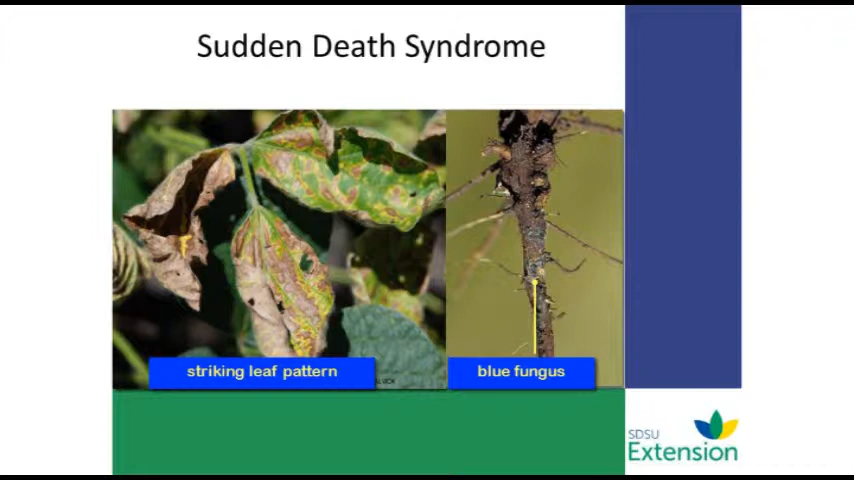 Sudden Death Syndrome
striking leaf pattern
blue fungus
SDSU
Extension